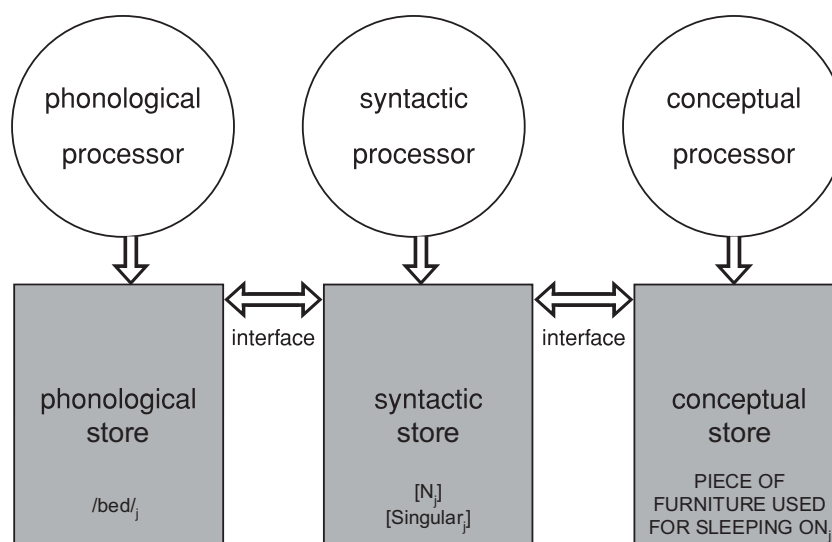 phonological
processor
syntactic
processor
conceptual
processor
interface
interface
phonological
store
syntactic
store
conceptual
store
/bed/j
[Nj]
[Singularj]
PIECE OF
FURNITURE USED
FOR SLEEPING ONj